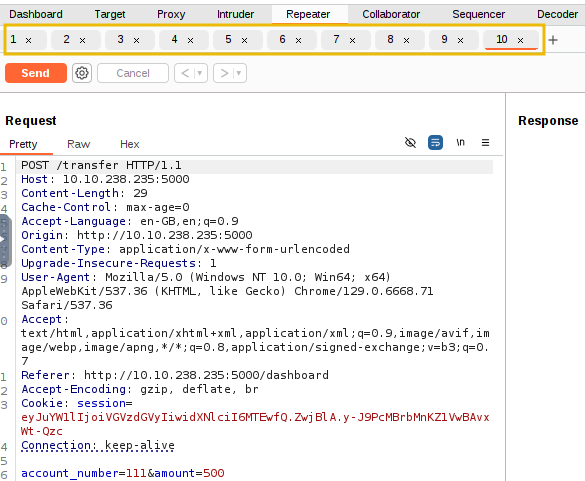 Dashboard Target Proxy Intruder Repeater Collaborator Sequencer Decoder
1 × 2 × 3 × 4 × 5 × 6 × 7 × 8 × 9 × 10 × +
Send Cancel < >
Request
Response
Pretty Raw Hex
\n
1 POST /transfer HTTP/1.1
2 Host: 10.10.238.235:5000
3 Content-Length: 29
4 Cache-Control: max-age=0
Accept-Language: en-GB,en;q=0.9
Origin: http://10.10.238.235:5000
Content-Type: application/x-www-form-urlencoded
8 Upgrade-Insecure-Requests: 1
9 User-Agent: Mozilla/5.0 (Windows NT 10.0; Win64; x64)
AppleWebKit/537.36 (KHTML, like Gecko) Chrome/129.0.6668.71
Safari/537.36
0 Accept:
text/html,application/xhtml+xml,application/xml;q=0.9,image/avif,im
age/webp,image/apng,*/*;q=0.8,application/signed-exchange;v=b3;q=0.
7
1 Referer: http://10.10.238.235:5000/dashboard
2 Accept-Encoding: gzip, deflate, br
3 Cookie: session=
eyJuYW1lIjoiVGVzdGVyIiwidXNlciI6MTEwfQ.ZwjBlA.y-J9PcMBrbMnKZlVwBAvx
Wt-Qzc
4 Connection: keep-alive
5
6 account_number=111&amount=500